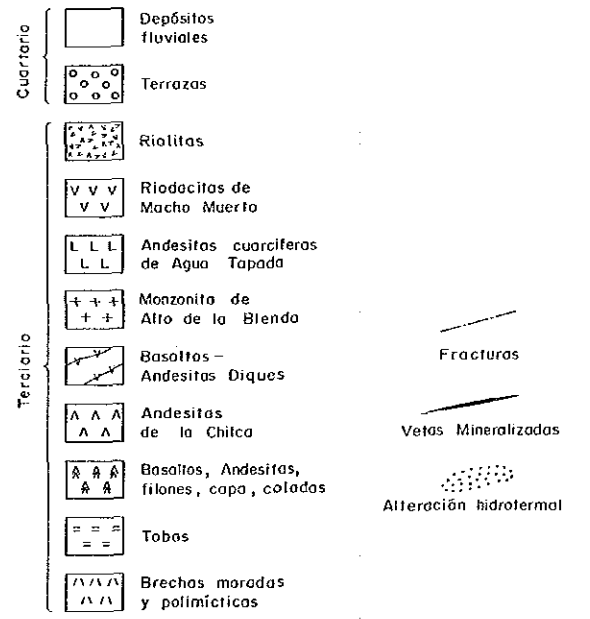 Cuartario
Depósitos
fluviales
Terrazas
Terciario
Riolitas
Riodacitas de
Macho Muerto
Andesitas cuarciferas
de Agua Tapada
Monzonita de
Alto de la Blenda
Basaltos –
Andesitas Diques
Andesitas
de la Chilca
Basaltos, Andesitas,
filones, capa, coladas
Tobas
Brechas moradas
y polimícticas
Fracturas
Vetas Mineralizadas
Alteración hidrotermal